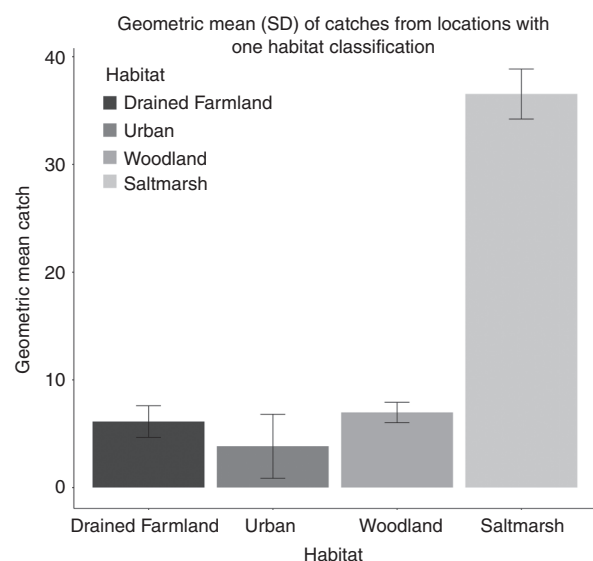 Geometric mean (SD) of catches from locations with
one habitat classification
Geometric mean catch
40
30
20
10
0
Habitat
Drained Farmland
Urban
Woodland
Saltmarsh
Drained Farmland Urban Woodland Saltmarsh
Habitat